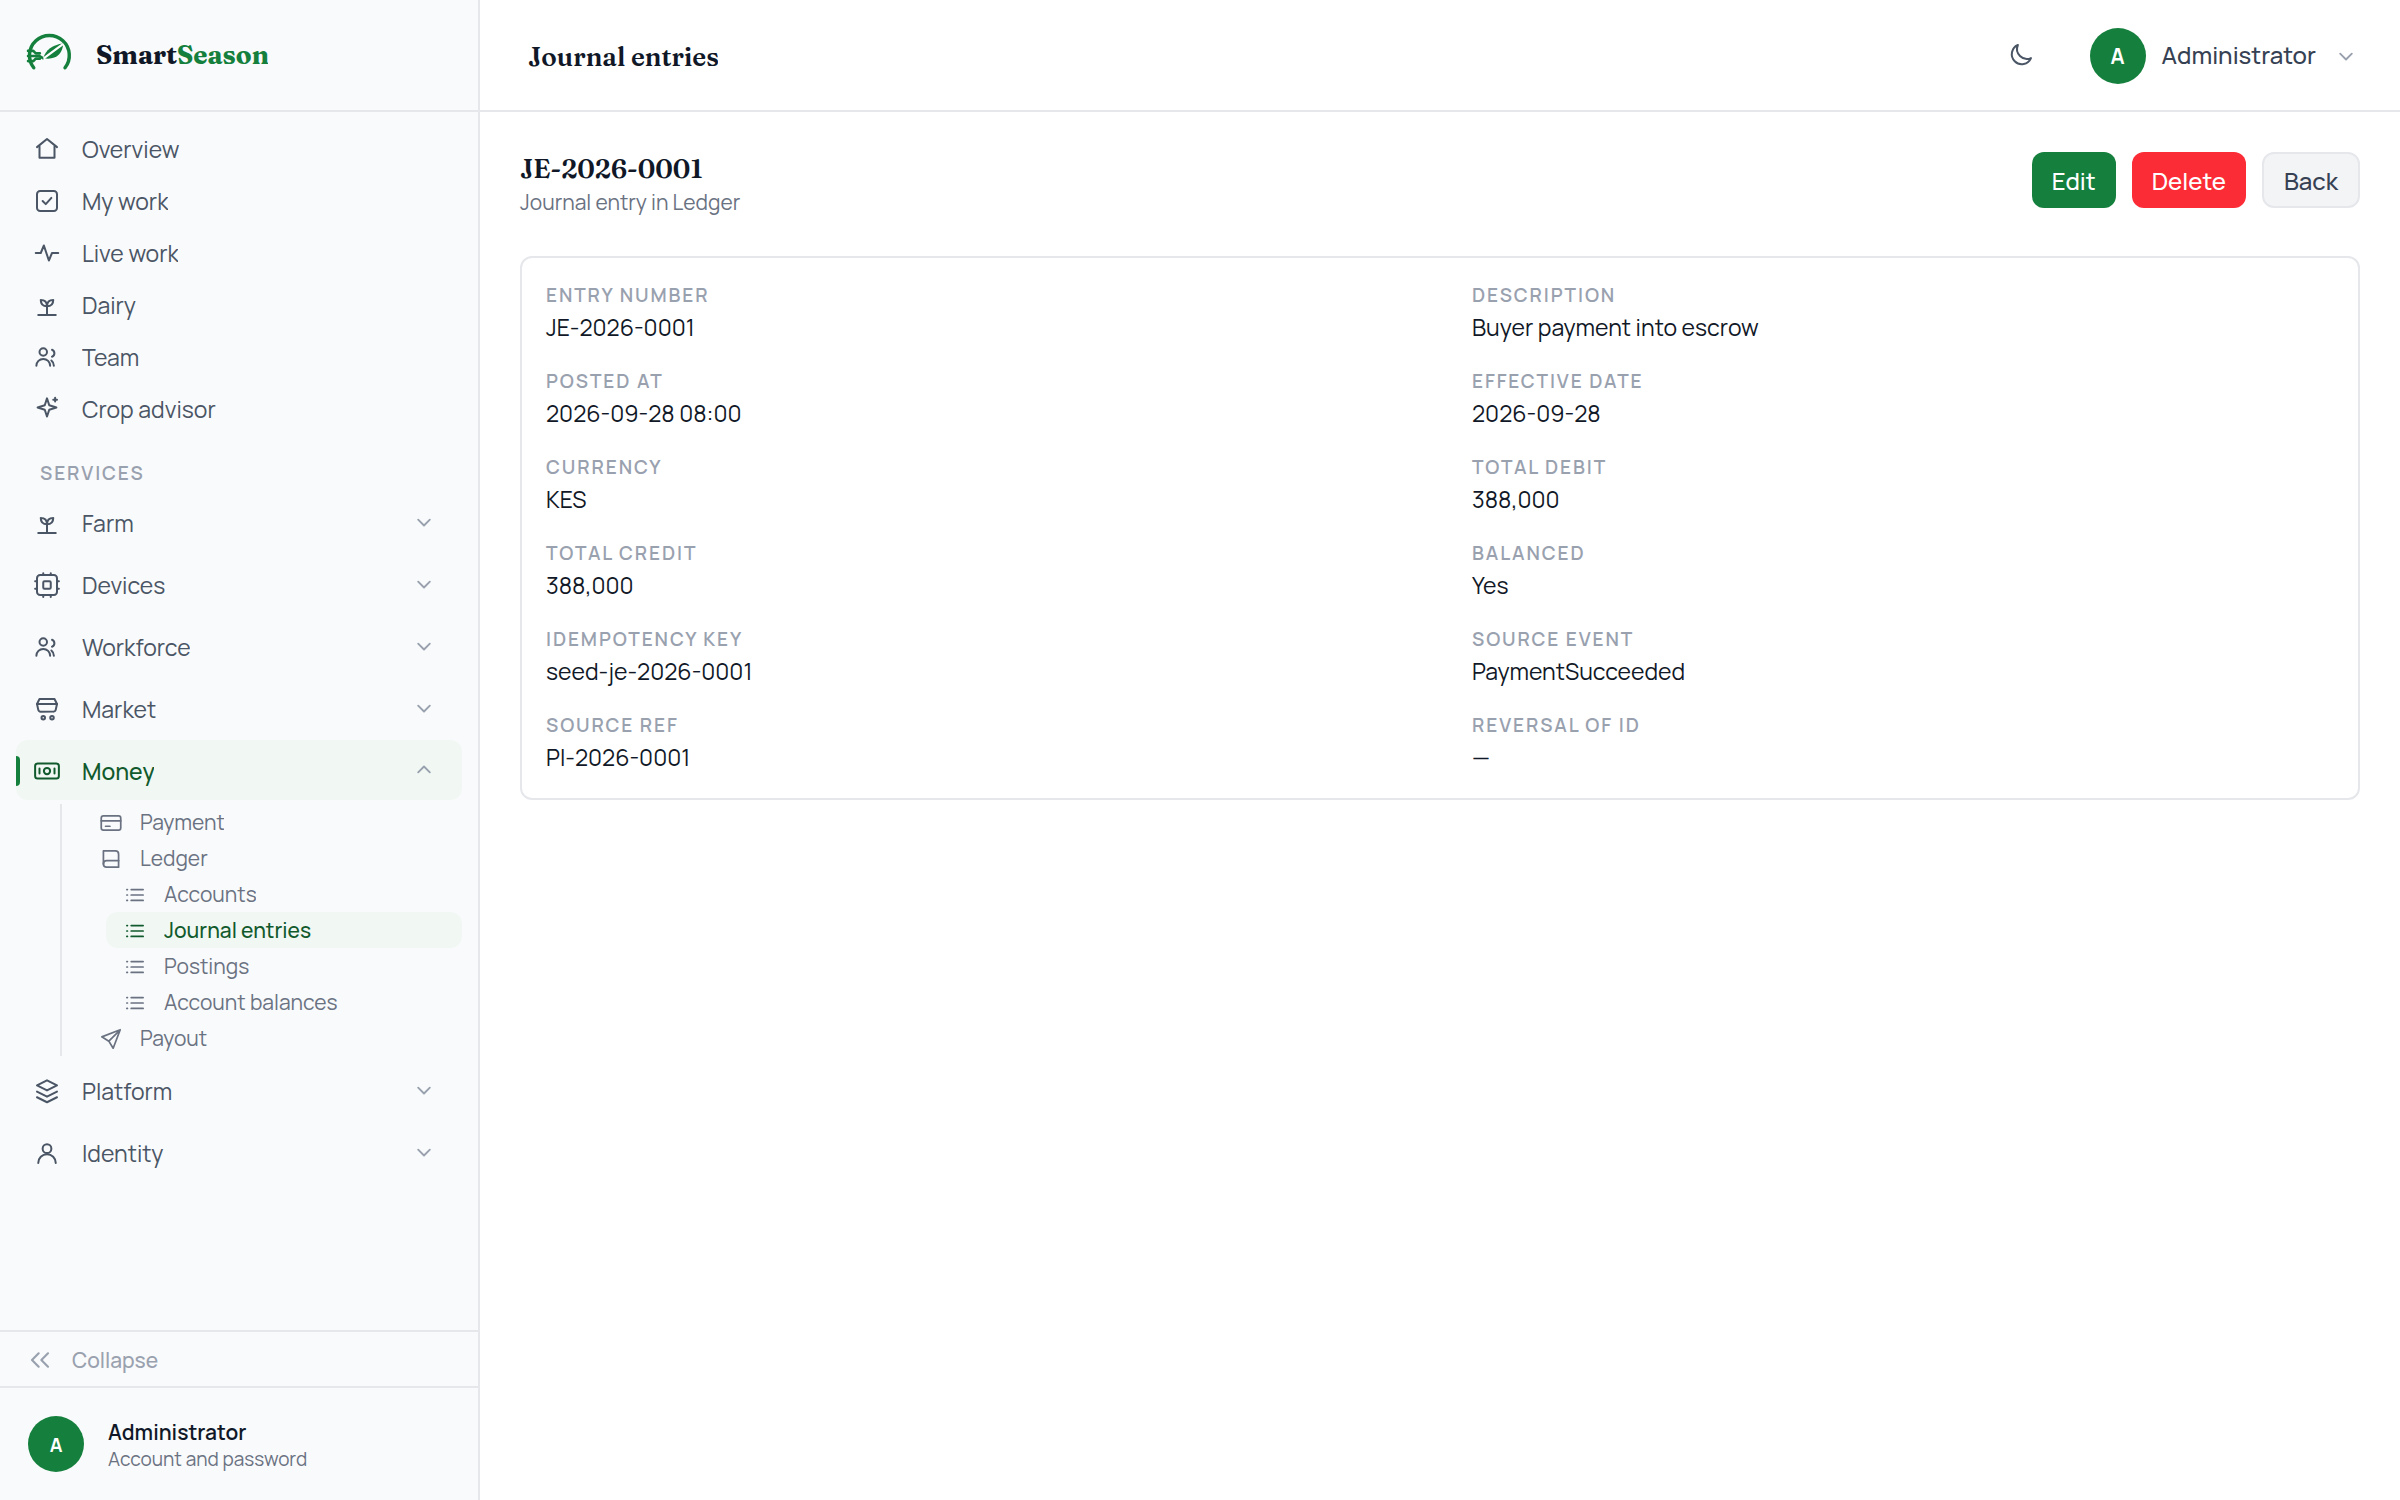 SmartSeason
Journal entries
A
Administrator
Overview
My work
Live work
Dairy
Team
Crop advisor
SERVICES
Farm
Devices
Workforce
Market
Money
Payment
Ledger
Accounts
Journal entries
Postings
Account balances
Payout
Platform
Identity
Collapse
A
Administrator
Account and password
JE-2026-0001
Journal entry in Ledger
Edit
Delete
Back
ENTRY NUMBER
JE-2026-0001
DESCRIPTION
Buyer payment into escrow
POSTED AT
2026-09-28 08:00
EFFECTIVE DATE
2026-09-28
CURRENCY
KES
TOTAL DEBIT
388,000
TOTAL CREDIT
388,000
BALANCED
Yes
IDEMPOTENCY KEY
seed-je-2026-0001
SOURCE EVENT
PaymentSucceeded
SOURCE REF
PI-2026-0001
REVERSAL OF ID
—